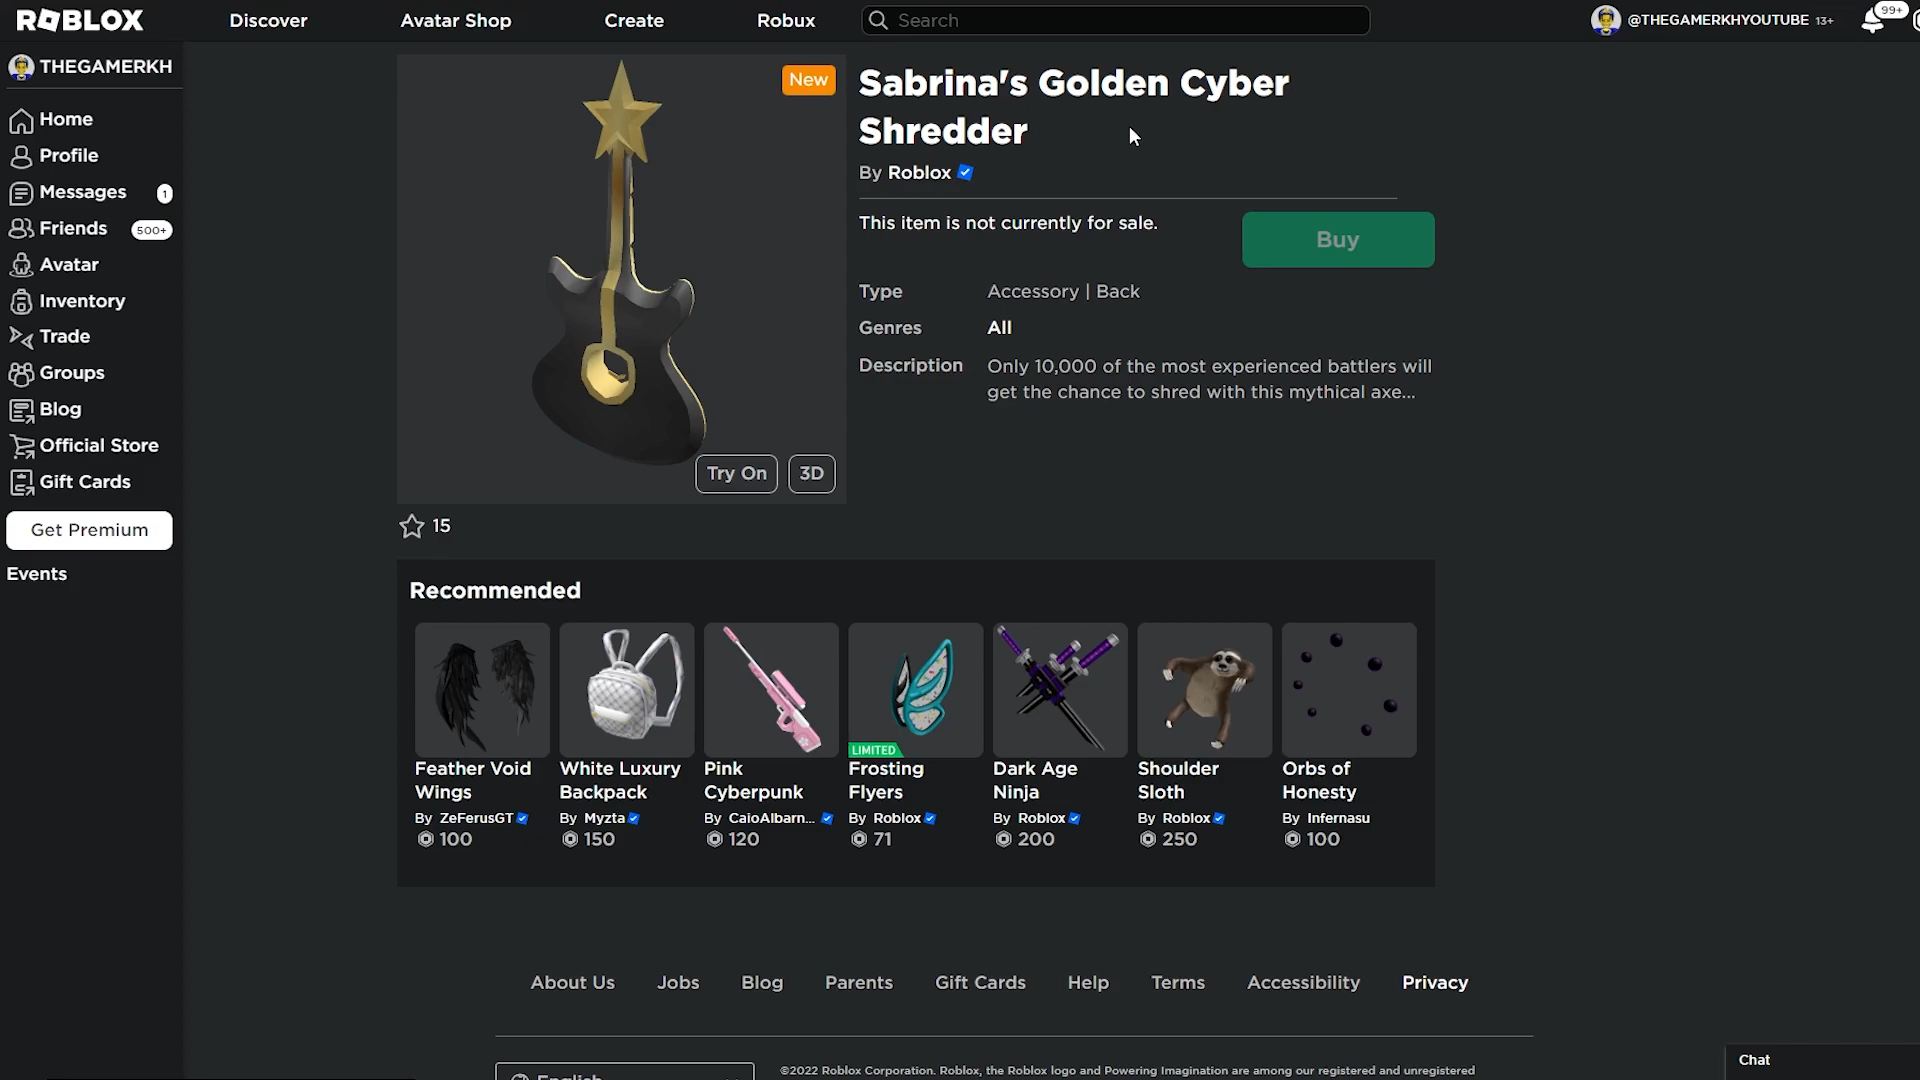 ROBLOX
Discover
Avatar Shop
Create
Robux
Search
@THEGAMERKHYOUTUBE 13+
99+
THEGAMERKH
Home
Profile
Messages 1
Friends 500+
Avatar
Inventory
Trade
Groups
Blog
Official Store
Gift Cards
Get Premium
Events
New
Try On
3D
15
Sabrina's Golden Cyber
Shredder
By Roblox
This item is not currently for sale.
Buy
Type Accessory | Back
Genres All
Description Only 10,000 of the most experienced battlers will
get the chance to shred with this mythical axe...
Recommended
Feather Void
Wings
By ZeFerusGT
100
White Luxury
Backpack
By Myzta
150
Pink
Cyberpunk
By CaioAlbarn...
120
LIMITED
Frosting
Flyers
By Roblox
71
Dark Age
Ninja
By Roblox
200
Shoulder
Sloth
By Roblox
250
Orbs of
Honesty
By Infernasu
100
About Us
Jobs
Blog
Parents
Gift Cards
Help
Terms
Accessibility
Privacy
English
©2022 Roblox Corporation. Roblox, the Roblox logo and Powering Imagination are among our registered and unregistered
Chat